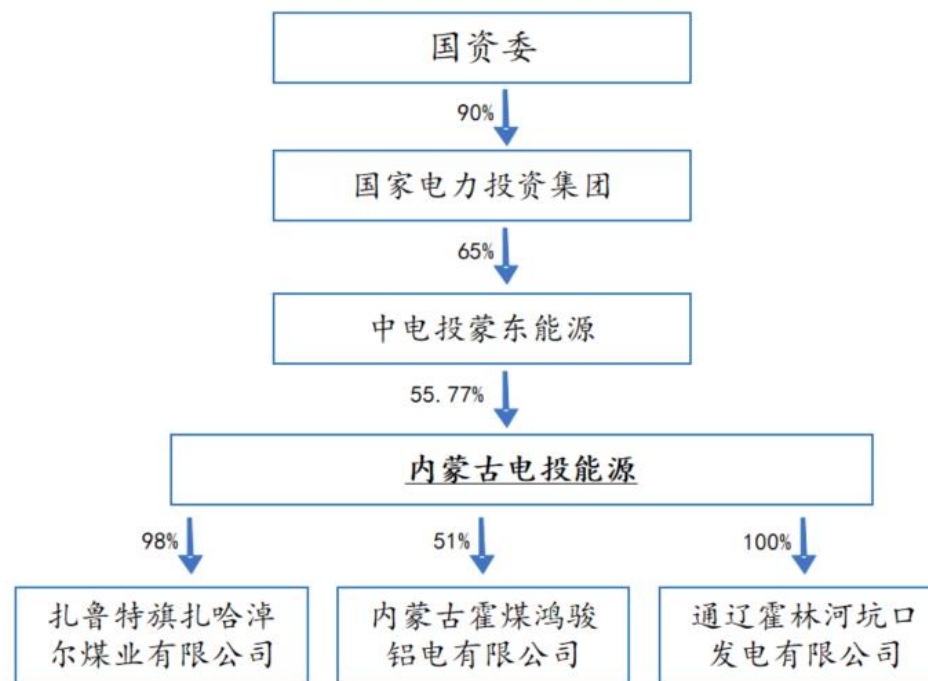 国资委
90%
国家电力投资集团
65%
中电投蒙东能源
55.77%
内蒙古电投能源
98%
51%
100%
扎鲁特旗扎哈淖
尔煤业有限公司
内蒙古霍煤鸿骏
铝电有限公司
通辽霍林河坑口
发电有限公司